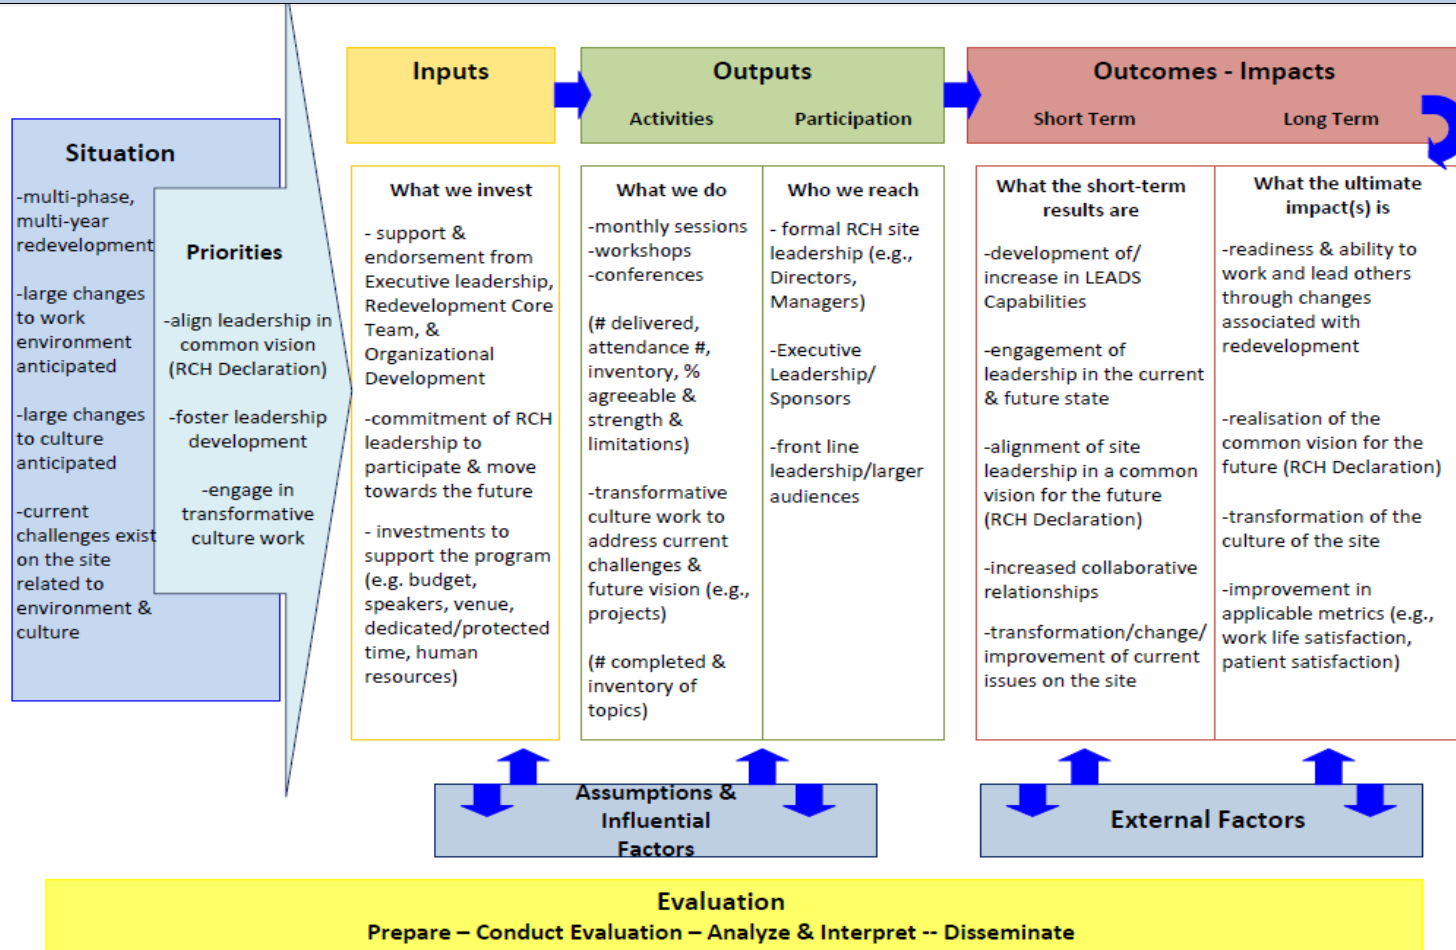 Situation
-multi-phase,
multi-year
redevelopment
-large changes
to work
environment
anticipated
-large changes
to culture
anticipated
-current
challenges exist
on the site
related to
environment &
culture
Priorities
-align leadership in
common vision
(RCH Declaration)
-foster leadership
development
-engage in
transformative
culture work
Inputs
What we invest
- support &
endorsement from
Executive leadership,
Redevelopment Core
Team, &
Organizational
Development
-commitment of RCH
leadership to
participate & move
towards the future
- investments to
support the program
(e.g. budget,
speakers, venue,
dedicated/protected
time, human
resources)
Outputs
Activities
Participation
What we do
-monthly sessions
-workshops
-conferences
(# delivered,
attendance #,
inventory, %
agreeable &
strength &
limitations)
-transformative
culture work to
address current
challenges &
future vision (e.g.,
projects)
(# completed &
inventory of
topics)
Who we reach
- formal RCH site
leadership (e.g.,
Directors,
Managers)
-Executive
Leadership/
Sponsors
-front line
leadership/larger
audiences
Outcomes - Impacts
Short Term
Long Term
What the short-term
results are
-development of/
increase in LEADS
Capabilities
-engagement of
leadership in the current
& future state
-alignment of site
leadership in a common
vision for the future
(RCH Declaration)
-increased collaborative
relationships
-transformation/change/
improvement of current
issues on the site
What the ultimate
impact(s) is
-readiness & ability to
work and lead others
through changes
associated with
redevelopment
-realisation of the
common vision for the
future (RCH Declaration)
-transformation of the
culture of the site
-improvement in
applicable metrics (e.g.,
work life satisfaction,
patient satisfaction)
Assumptions &
Influential
Factors
External Factors
Evaluation
Prepare – Conduct Evaluation – Analyze & Interpret -- Disseminate